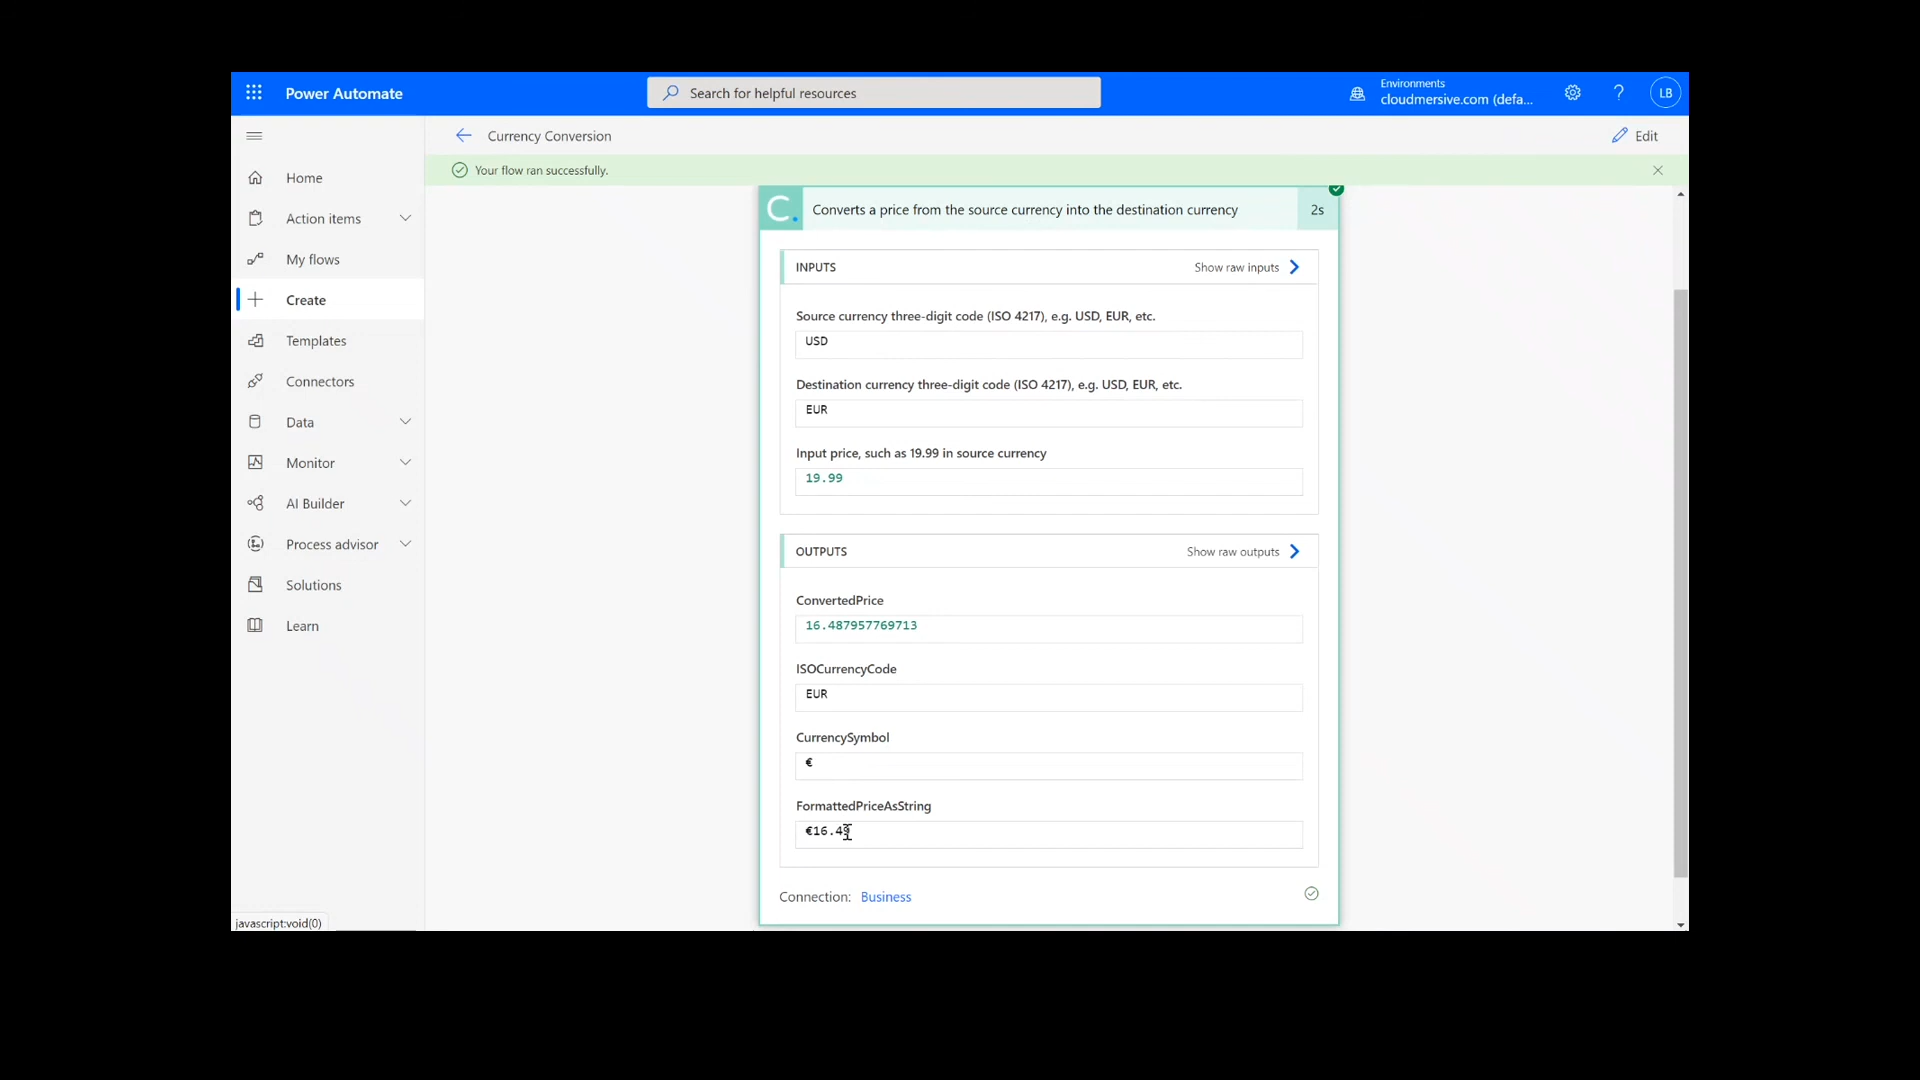 Power Automate
Search for helpful resources
Environments
cloudmersive.com (defa...
?
LB
Currency Conversion
Edit
Your flow ran successfully.
Home
Action items
My flows
Create
Templates
Connectors
Data
Monitor
AI Builder
Process advisor
Solutions
Learn
C.
Converts a price from the source currency into the destination currency
2s
INPUTS
Show raw inputs
Source currency three-digit code (ISO 4217), e.g. USD, EUR, etc.
USD
Destination currency three-digit code (ISO 4217), e.g. USD, EUR, etc.
EUR
Input price, such as 19.99 in source currency
19.99
OUTPUTS
Show raw outputs
ConvertedPrice
16.487957769713
ISOCurrencyCode
EUR
CurrencySymbol
€
FormattedPriceAsString
€16.49
Connection: Business
javascript:void(0)